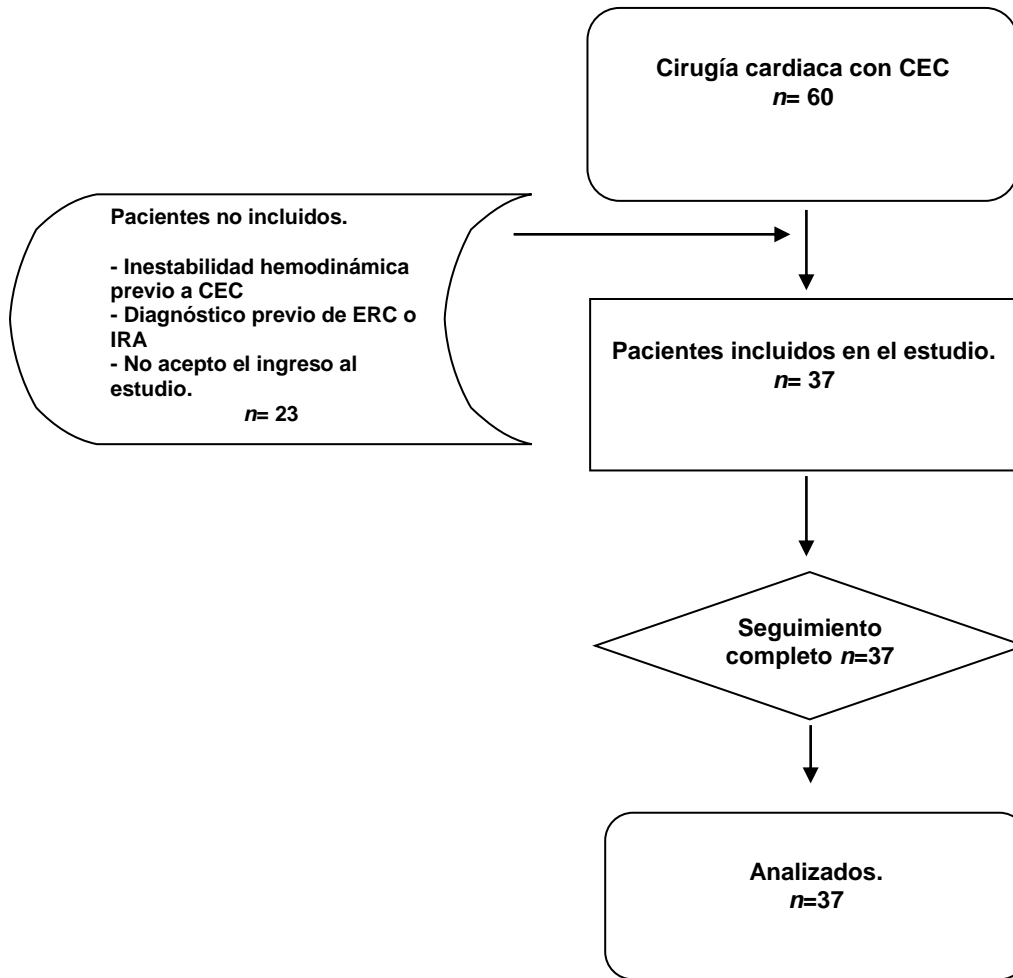 Cirugía cardiaca con CEC
n= 60
Pacientes no incluidos.
- Inestabilidad hemodinámica
previo a CEC
- Diagnóstico previo de ERC o
IRA
- No acepto el ingreso al
estudio.
n= 23
Pacientes incluidos en el estudio.
n= 37
Seguimiento
completo n=37
Analizados.
n=37